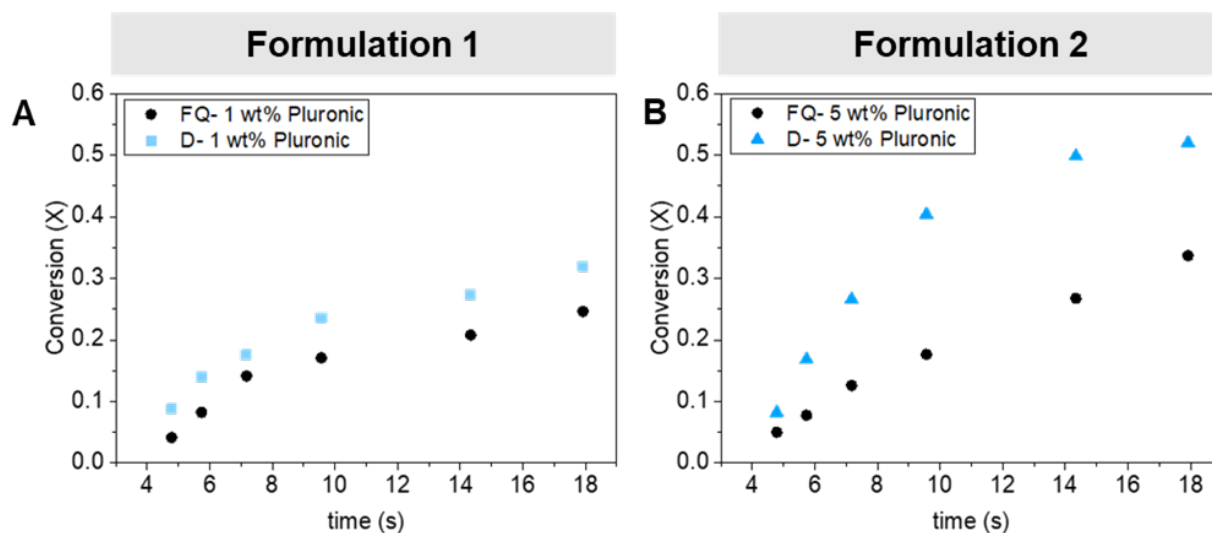 Formulation 1
Formulation 2
A
0.6
0.5
0.4
0.3
0.2
0.1
0.0
Conversion (X)
FQ- 1 wt% Pluronic
D- 1 wt% Pluronic
4 6 8 10 12 14 16 18
time (s)
B
0.6
0.5
0.4
0.3
0.2
0.1
0.0
Conversion (X)
FQ- 5 wt% Pluronic
D- 5 wt% Pluronic
4 6 8 10 12 14 16 18
time (s)